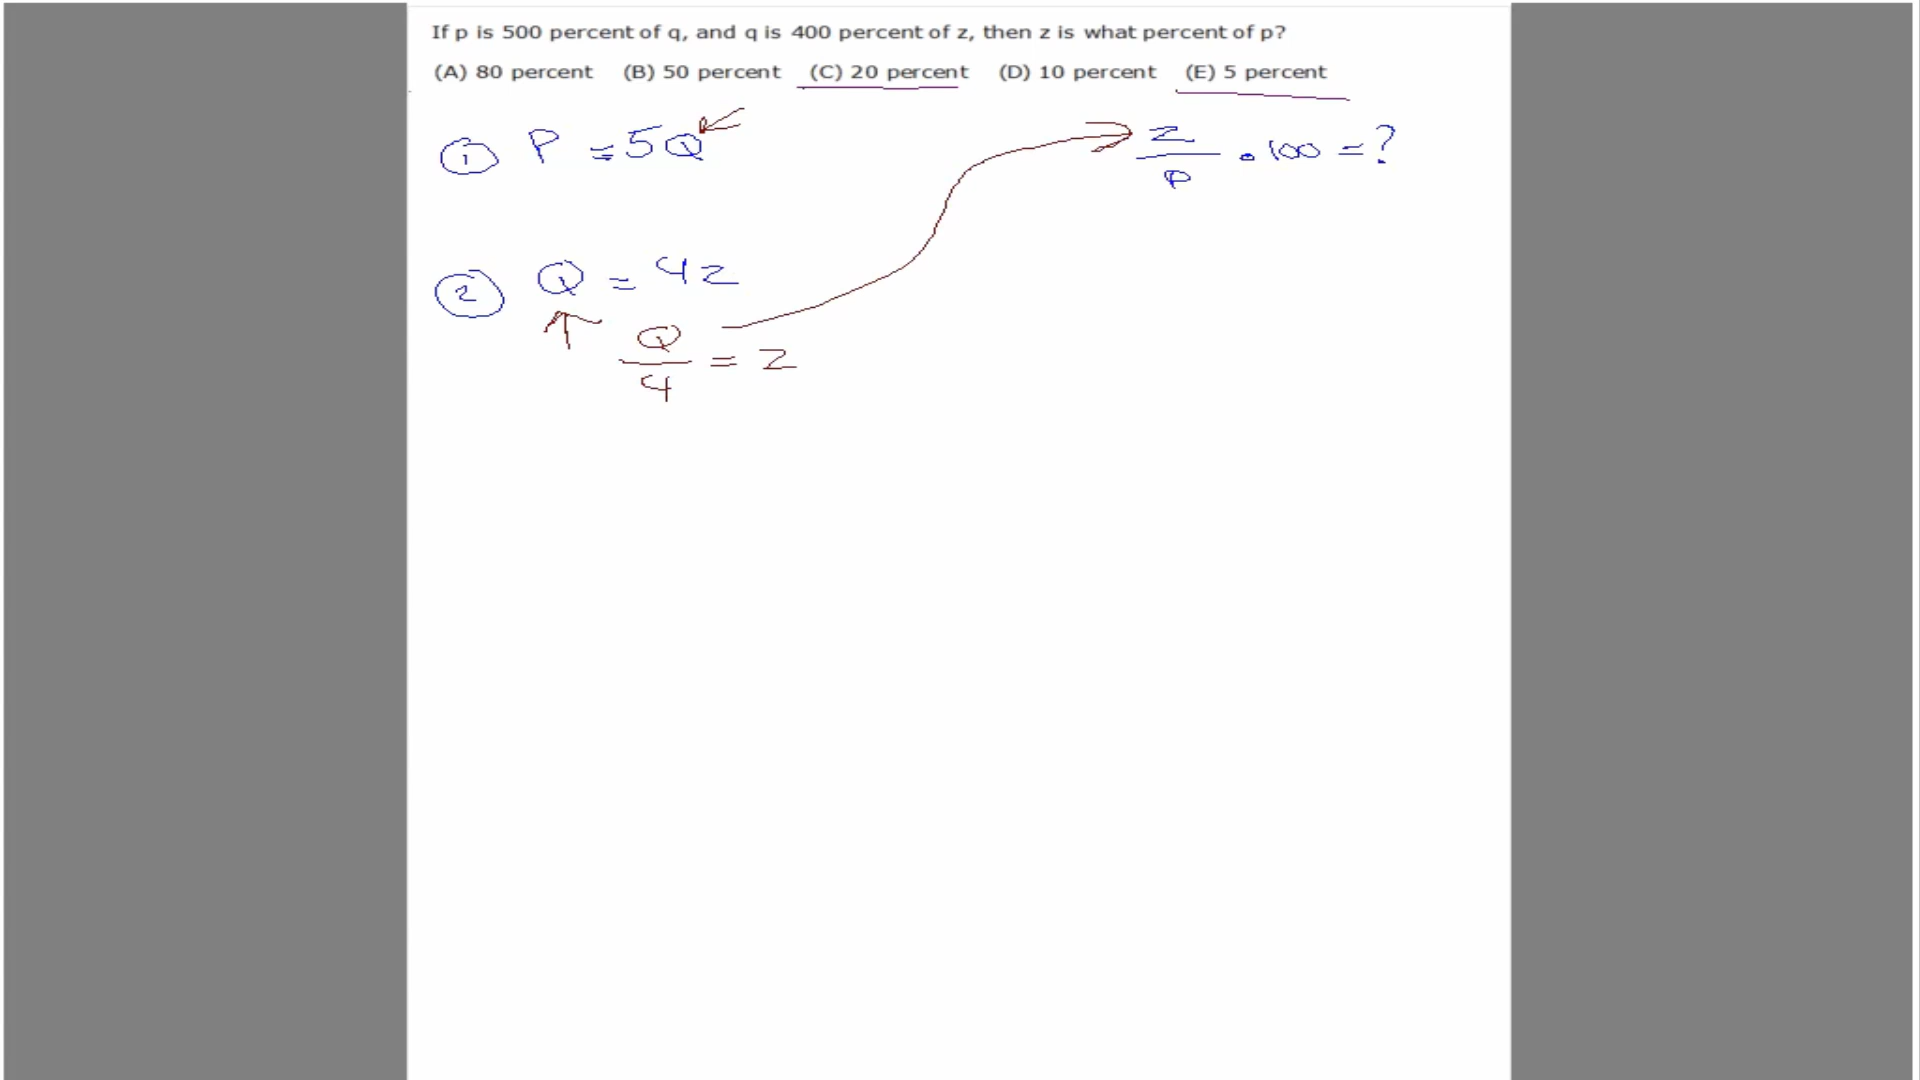 If p is 500 percent of q, and q is 400 percent of z, then z is what percent of p?
(A) 80 percent (B) 50 percent (C) 20 percent (D) 10 percent (E) 5 percent
① P = 5Q
z/p • 100 = ?
② Q = 4z
Q/4 = z